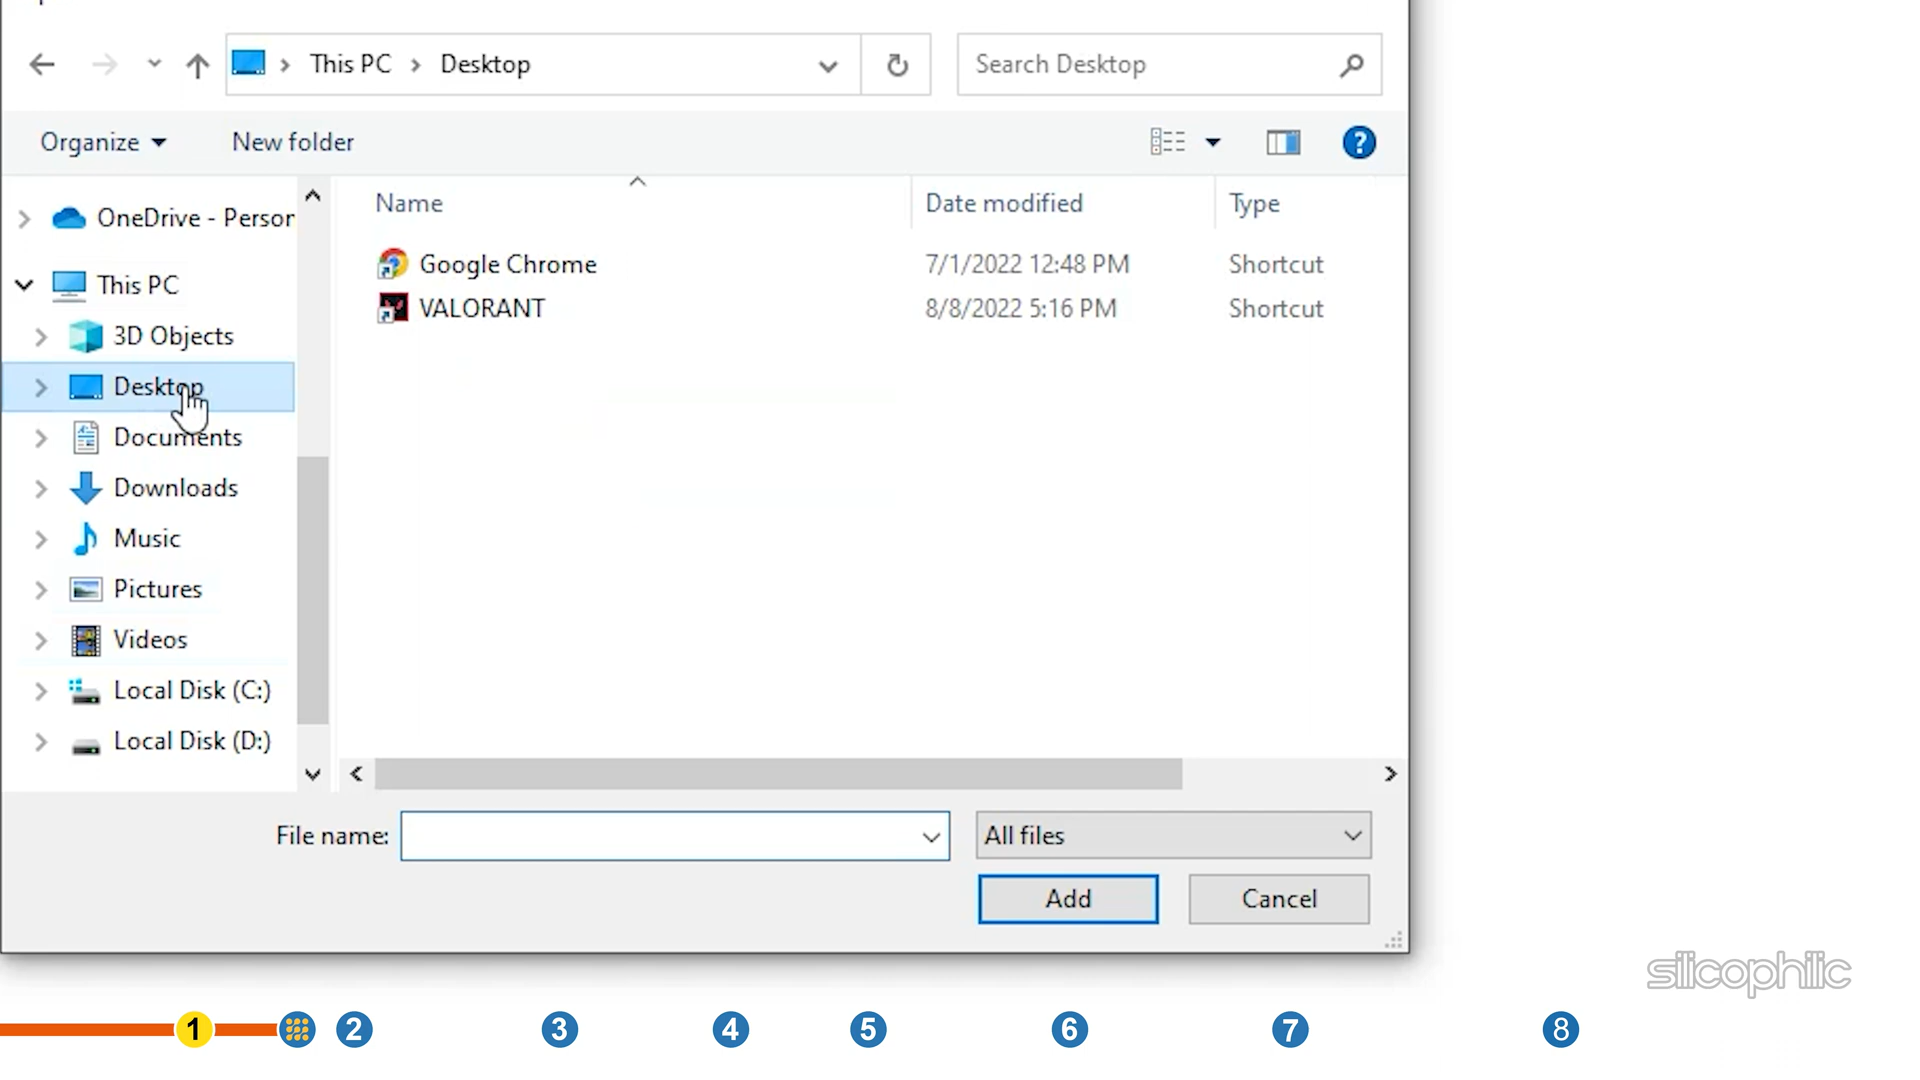 This PC
Desktop
Search Desktop
Organize
New folder
?
Name
Date modified
Type
OneDrive - Person
This PC
3D Objects
Desktop
Documents
Downloads
Music
Pictures
Videos
Local Disk (C:)
Local Disk (D:)
Google Chrome 7/1/2022 12:48 PM Shortcut
VALORANT 8/8/2022 5:16 PM Shortcut
File name:
All files
Add
Cancel
silicophilic
1 2 3 4 5 6 7 8